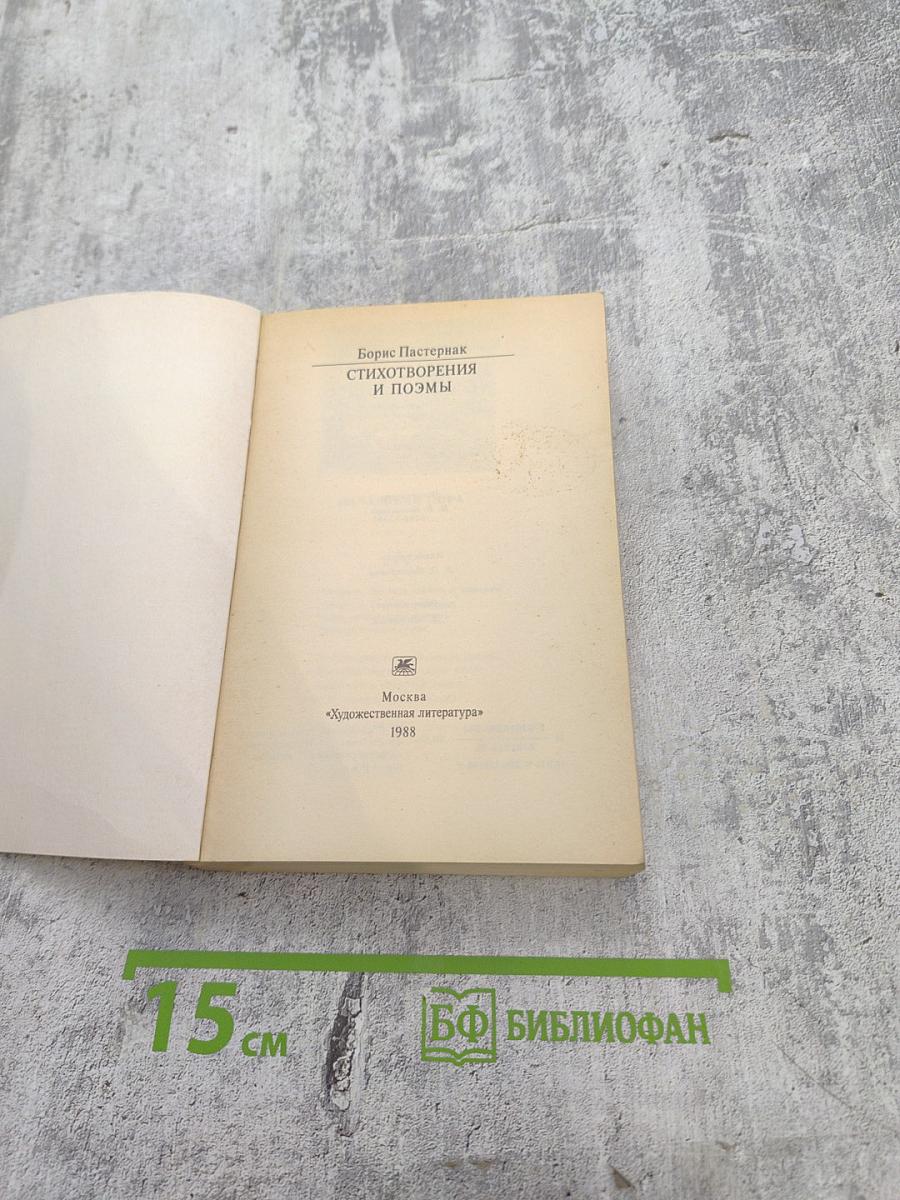 Борис Пастернак
СТИХОТВОРЕНИЯ
И ПОЭМЫ
Москва
«Художественная литература»
1988
15 см
БФ БИБЛИОФАН